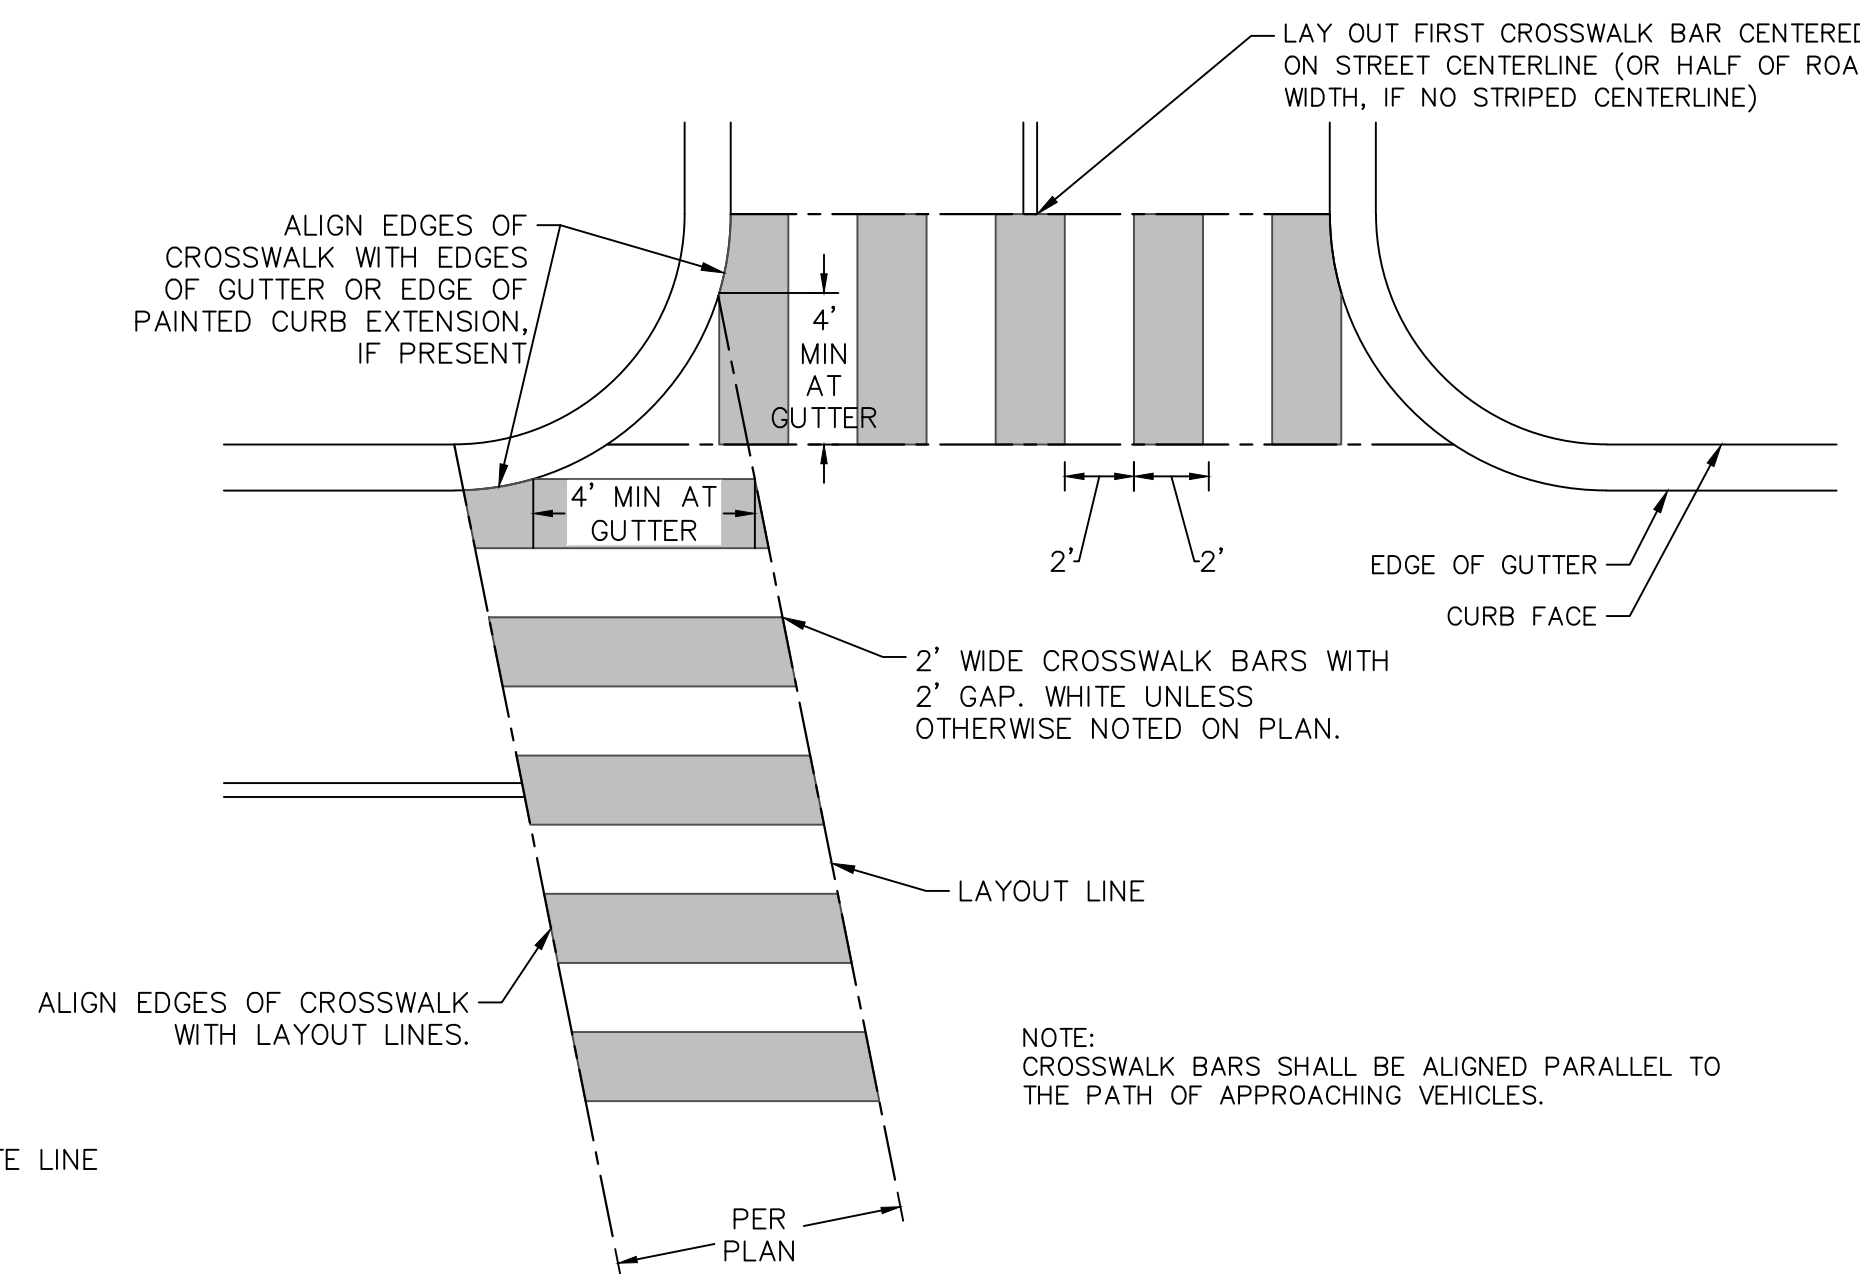 LAY OUT FIRST CROSSWALK BAR CENTERED
ON STREET CENTERLINE (OR HALF OF
WIDTH, IF NO STRIPED CENTERLINE)
ALIGN EDGES OF
CROSSWALK WITH EDGES
OF GUTTER OR EDGE OF
PAINTED CURB EXTENSION,
IF PRESENT
4'
MIN
AT
GUTTER
4' MIN AT
GUTTER
2'
2'
EDGE OF GUTTER
CURB FACE
2' WIDE CROSSWALK BARS WITH
2' GAP. WHITE UNLESS
OTHERWISE NOTED ON PLAN.
LAYOUT LINE
ALIGN EDGES OF CROSSWALK
WITH LAYOUT LINES.
NOTE:
CROSSWALK BARS SHALL BE ALIGNED PARALLEL TO
THE PATH OF APPROACHING VEHICLES.
LINE
PER
PLAN